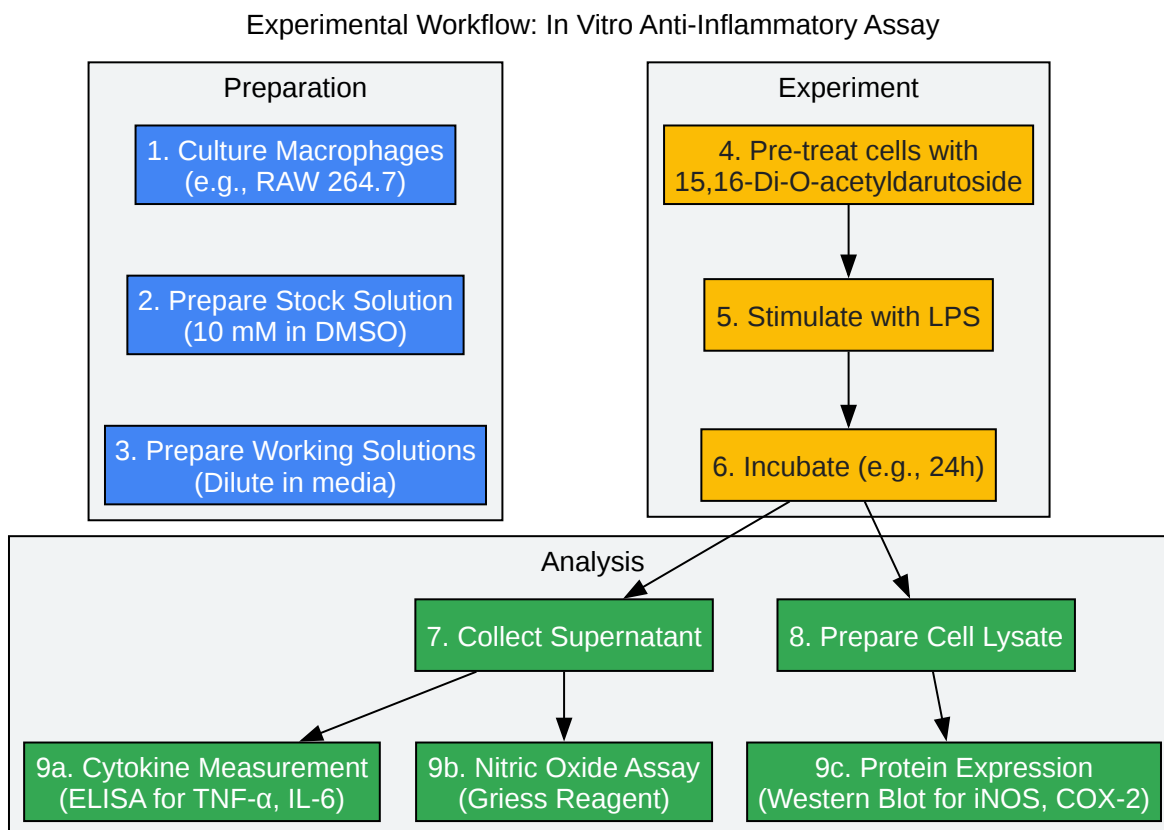 Experimental Workflow: In Vitro Anti-Inflammatory Assay
Preparation
1. Culture Macrophages
(e.g., RAW 264.7)
2. Prepare Stock Solution
(10 mM in DMSO)
3. Prepare Working Solutions
(Dilute in media)
Experiment
4. Pre-treat cells with
15,16-Di-O-acetyldarutoside
5. Stimulate with LPS
6. Incubate (e.g., 24h)
Analysis
7. Collect Supernatant
8. Prepare Cell Lysate
9a. Cytokine Measurement
(ELISA for TNF-α, IL-6)
9b. Nitric Oxide Assay
(Griess Reagent)
9c. Protein Expression
(Western Blot for iNOS, COX-2)